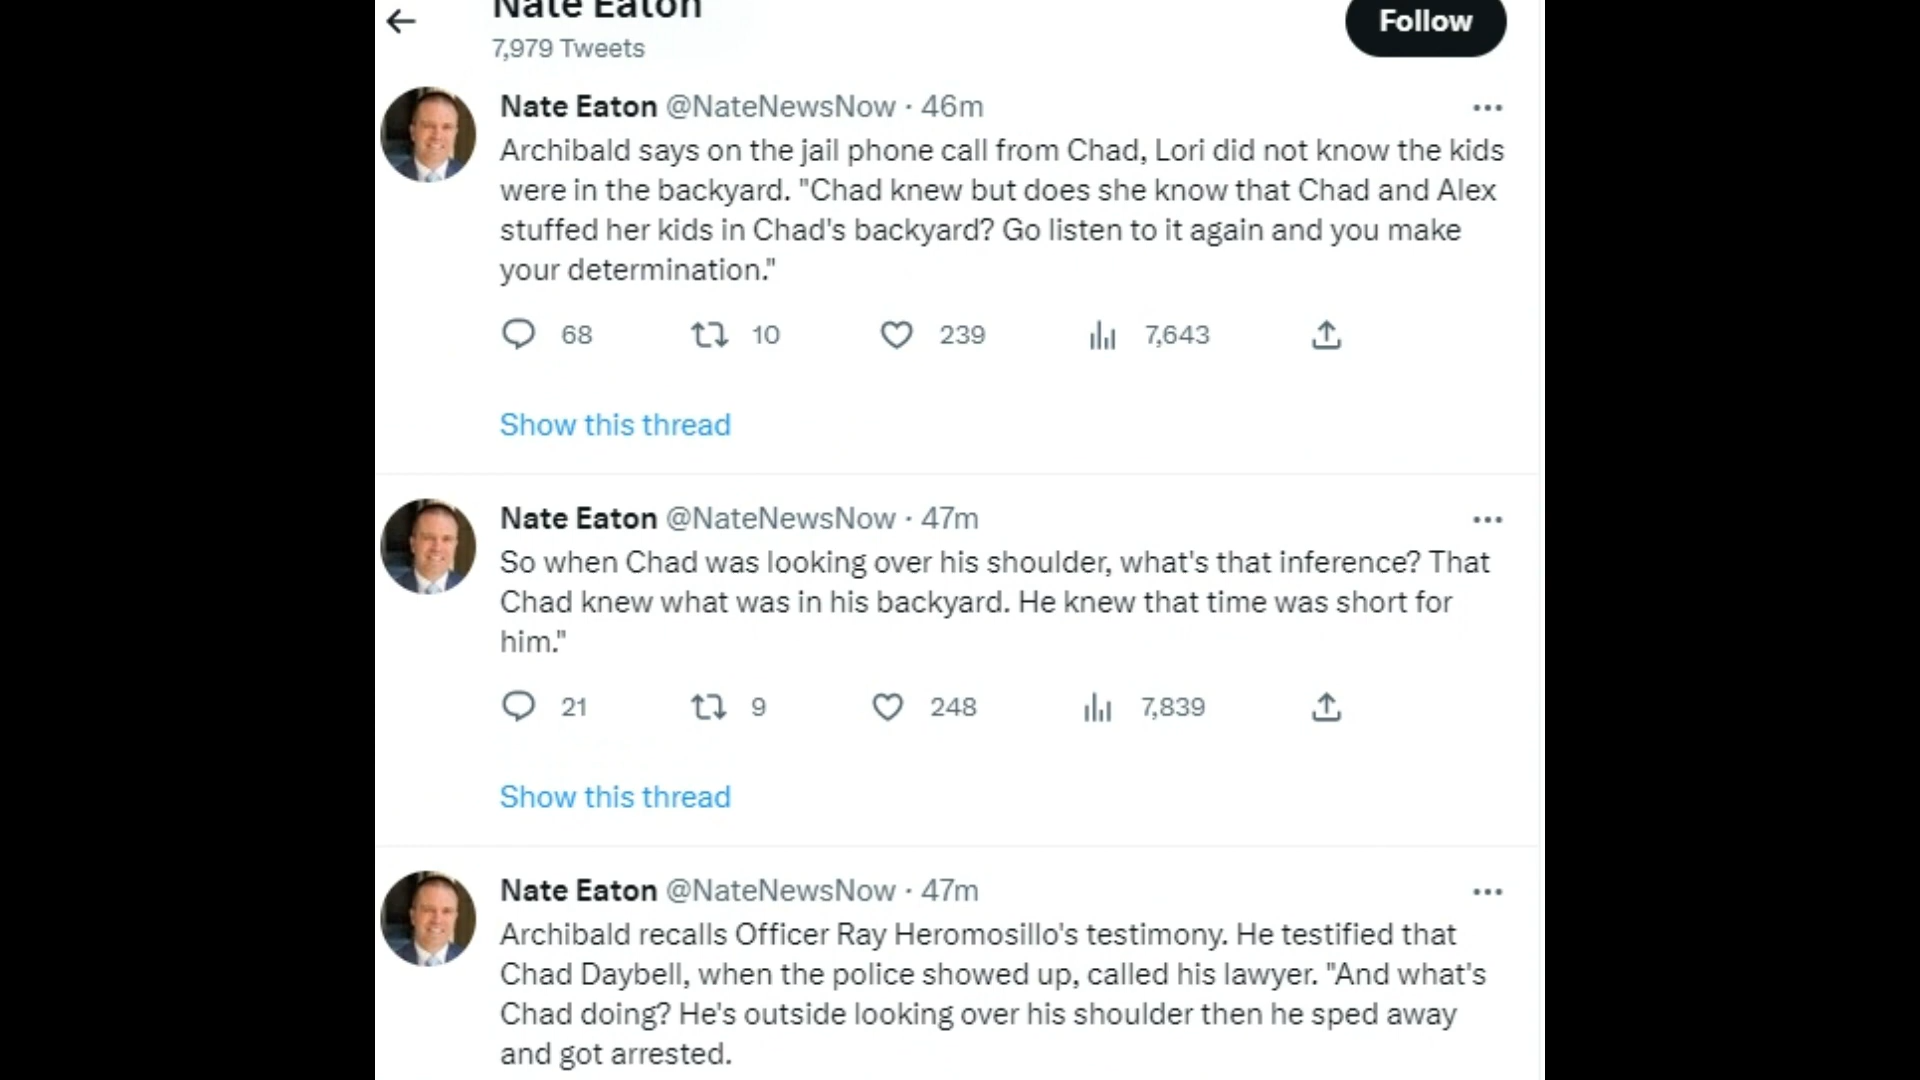 Nate Eaton
7,979 Tweets
Follow
Nate Eaton @NateNewsNow · 46m
Archibald says on the jail phone call from Chad, Lori did not know the kids
were in the backyard. "Chad knew but does she know that Chad and Alex
stuffed her kids in Chad's backyard? Go listen to it again and you make
your determination."
68 10 239 7,643
Show this thread
Nate Eaton @NateNewsNow · 47m
So when Chad was looking over his shoulder, what's that inference? That
Chad knew what was in his backyard. He knew that time was short for
him."
21 9 248 7,839
Show this thread
Nate Eaton @NateNewsNow · 47m
Archibald recalls Officer Ray Heromosillo's testimony. He testified that
Chad Daybell, when the police showed up, called his lawyer. "And what's
Chad doing? He's outside looking over his shoulder then he sped away
and got arrested.